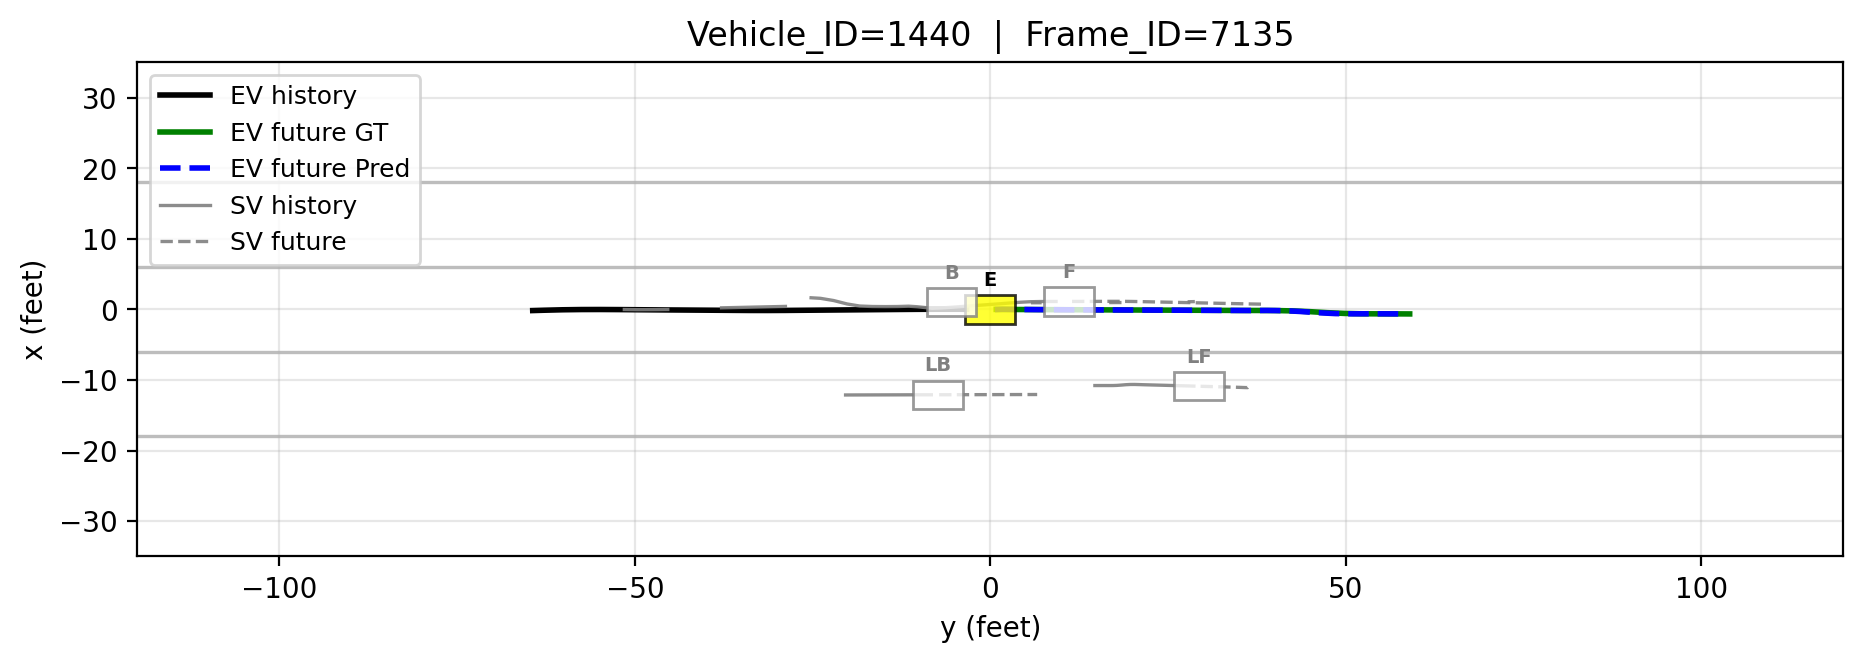 Vehicle_ID=1440 | Frame_ID=7135
EV history
EV future GT
EV future Pred
SV history
SV future
30
20
10
0
−10
−20
−30
x (feet)
B
E
F
LB
LF
−100
−50
0
50
100
y (feet)